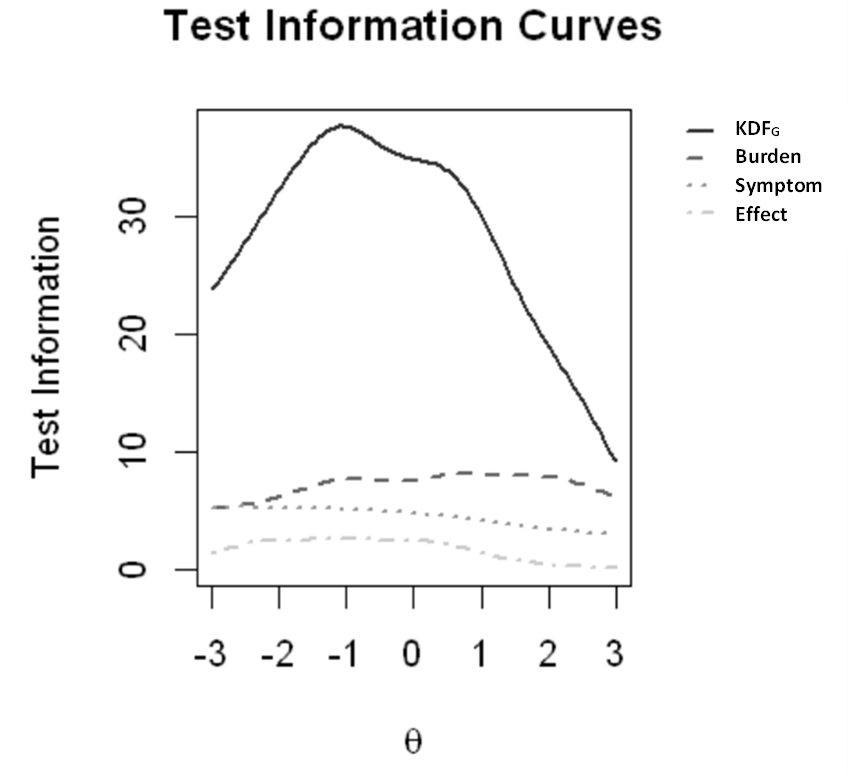 Test Information Curves
KDFG
Burden
Symptom
Effect
Test Information
30
20
10
0
-3 -2 -1 0 1 2 3
θ